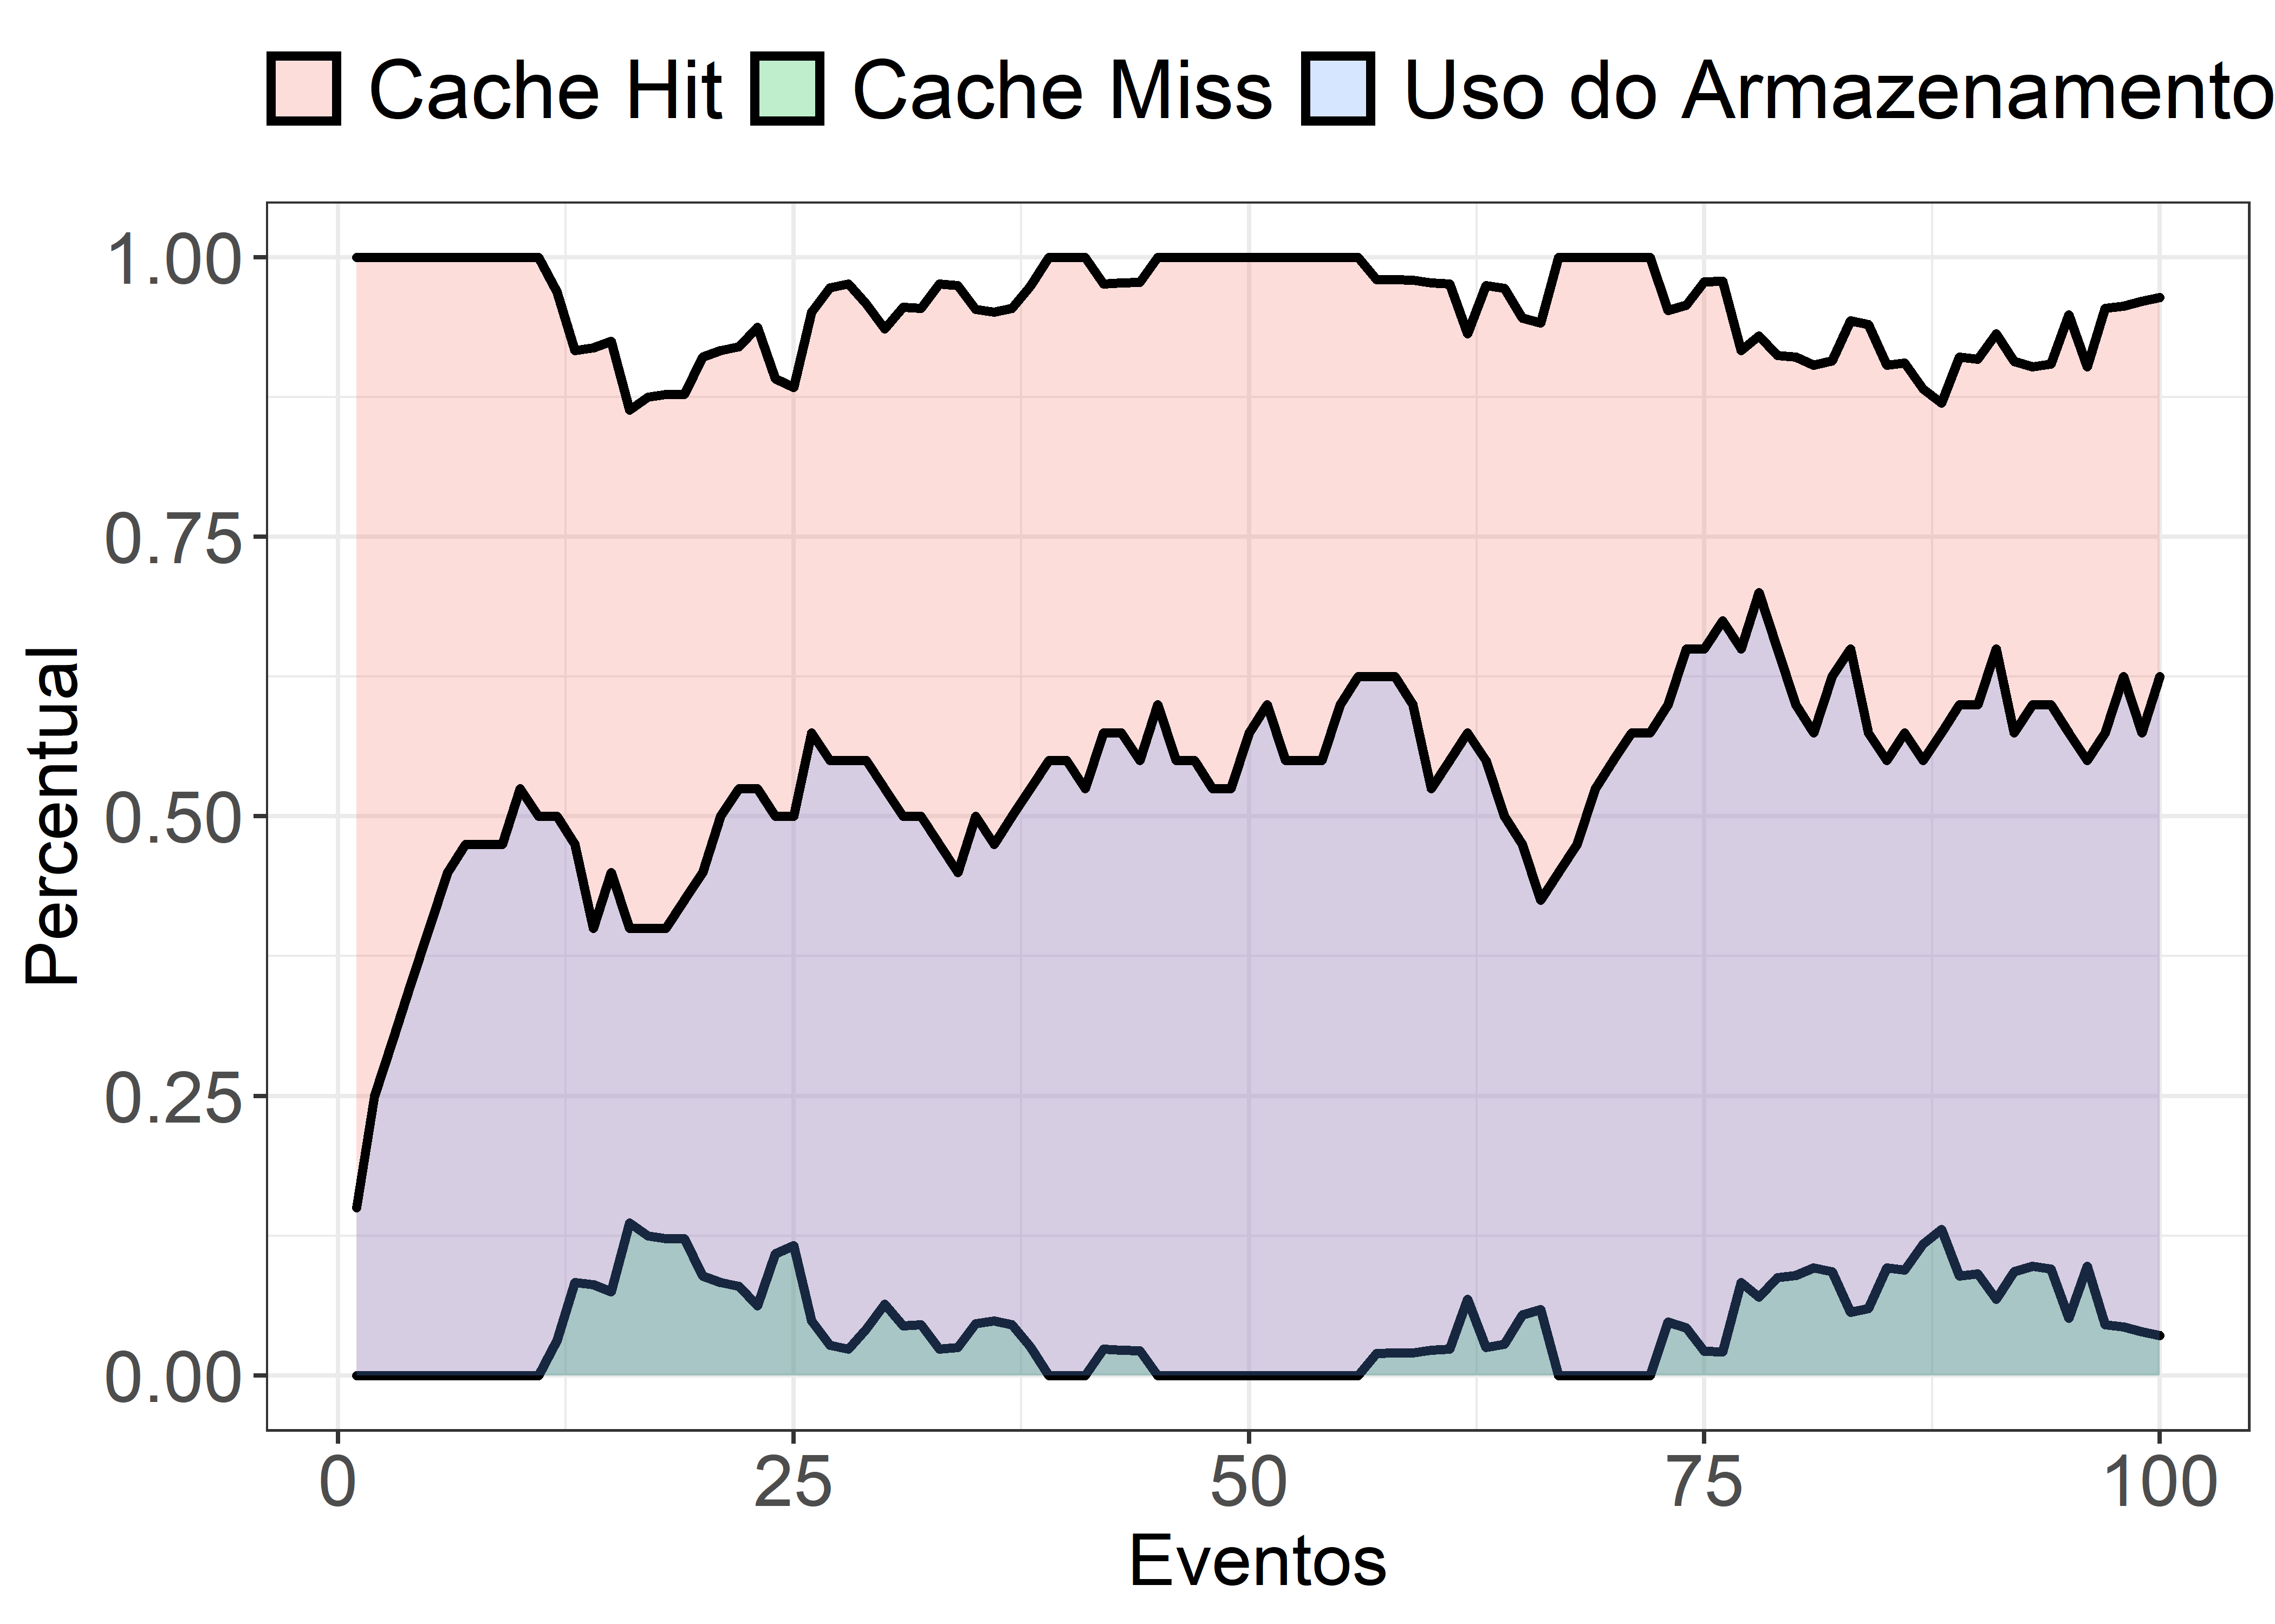 Cache Hit Cache Miss Uso do Armazenamento
1.00
0.75
0.50
0.25
0.00
Percentual
0 25 50 75 100
Eventos